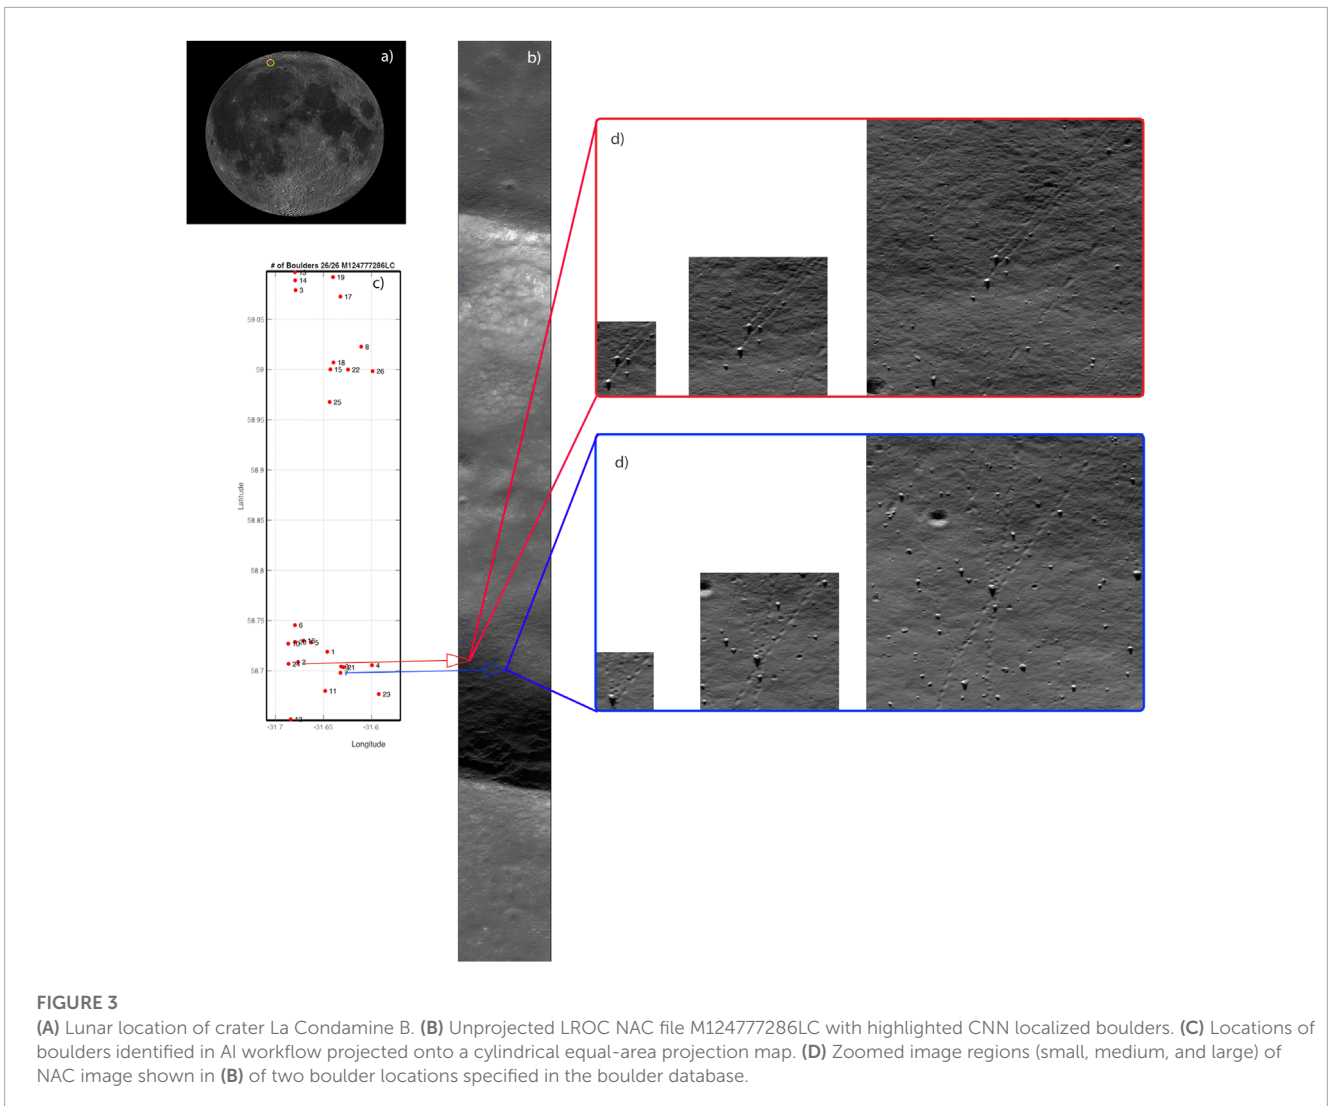 a)
b)
# of Boulders 26/26 M124777286LC
c)
14
3
19
17
8
18
15
22
26
25
6
5
1
2
21
4
11
23
59.05
59
58.95
58.9
58.85
58.8
58.75
58.7
Latitude
-31.7
-31.65
-31.6
Longitude
d)
d)
FIGURE 3
(A) Lunar location of crater La Condamine B. (B) Unprojected LROC NAC file M124777286LC with highlighted CNN localized boulders. (C) Locations of
boulders identified in AI workflow projected onto a cylindrical equal-area projection map. (D) Zoomed image regions (small, medium, and large) of
NAC image shown in (B) of two boulder locations specified in the boulder database.